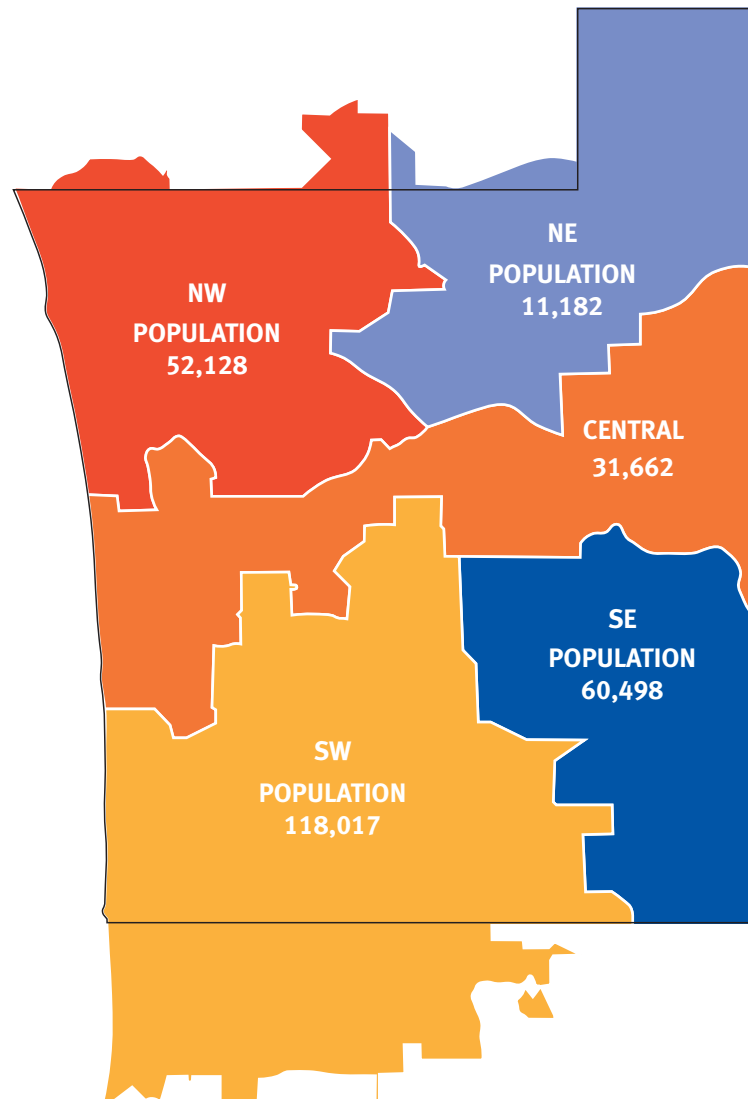 NE
POPULATION
11,182
NW
POPULATION
52,128
CENTRAL
31,662
SE
POPULATION
60,498
SW
POPULATION
118,017